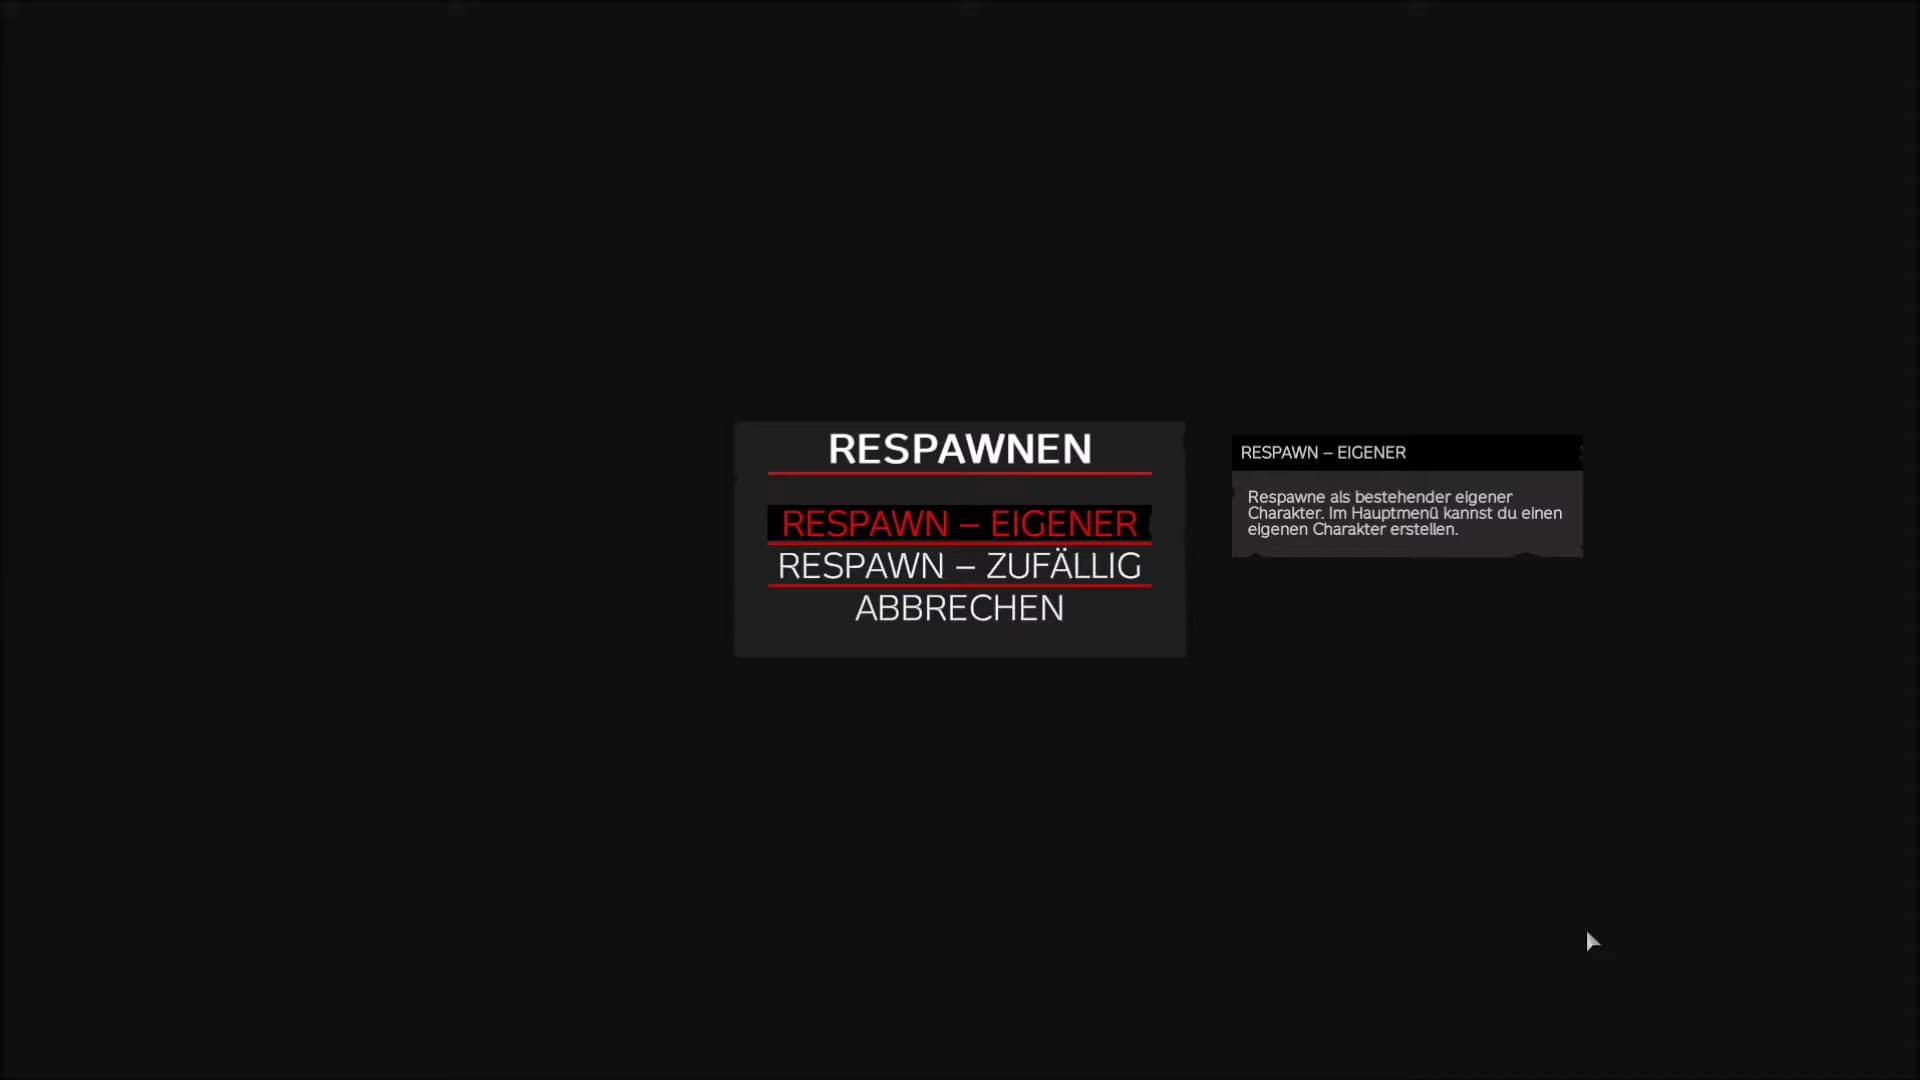 RESPAWNEN
RESPAWN – EIGENER
RESPAWN – ZUFÄLLIG
ABBRECHEN
RESPAWN – EIGENER
Respawne als bestehender eigener
Charakter. Im Hauptmenü kannst du einen
eigenen Charakter erstellen.